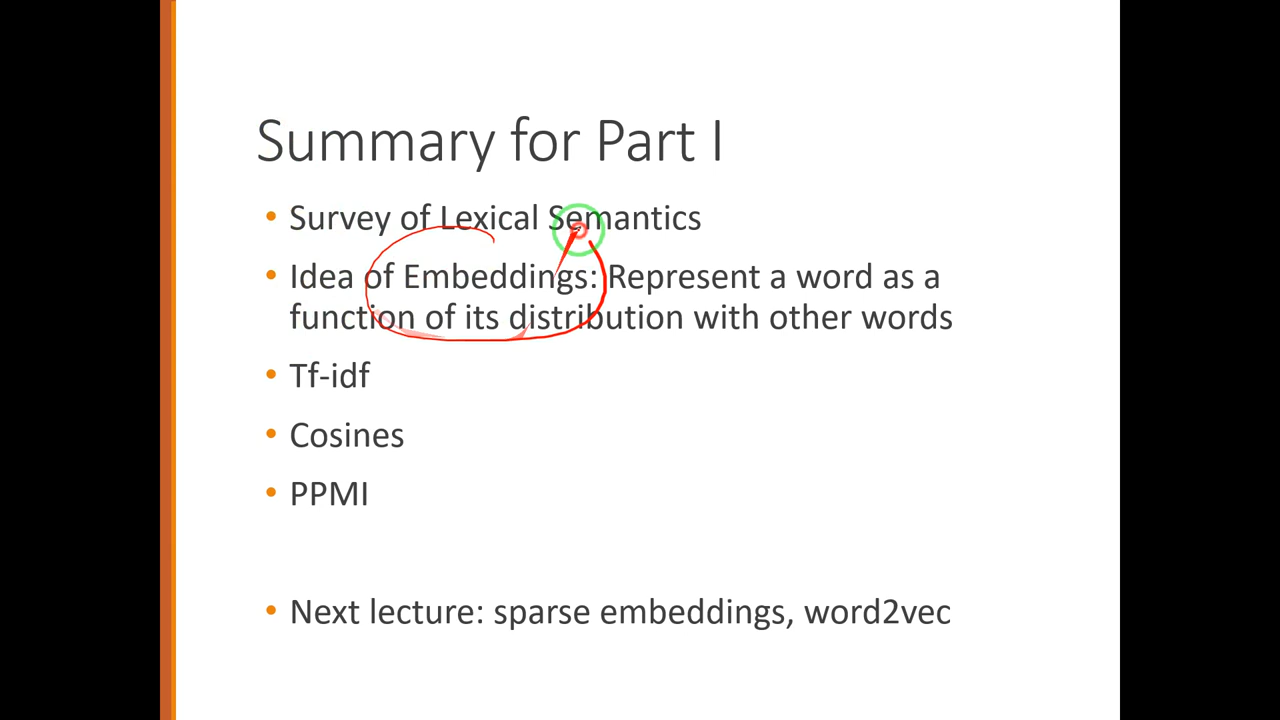 Summary for Part I
• Survey of Lexical Semantics
• Idea of Embeddings: Represent a word as a
function of its distribution with other words
• Tf-idf
• Cosines
• PPMI
• Next lecture: sparse embeddings, word2vec